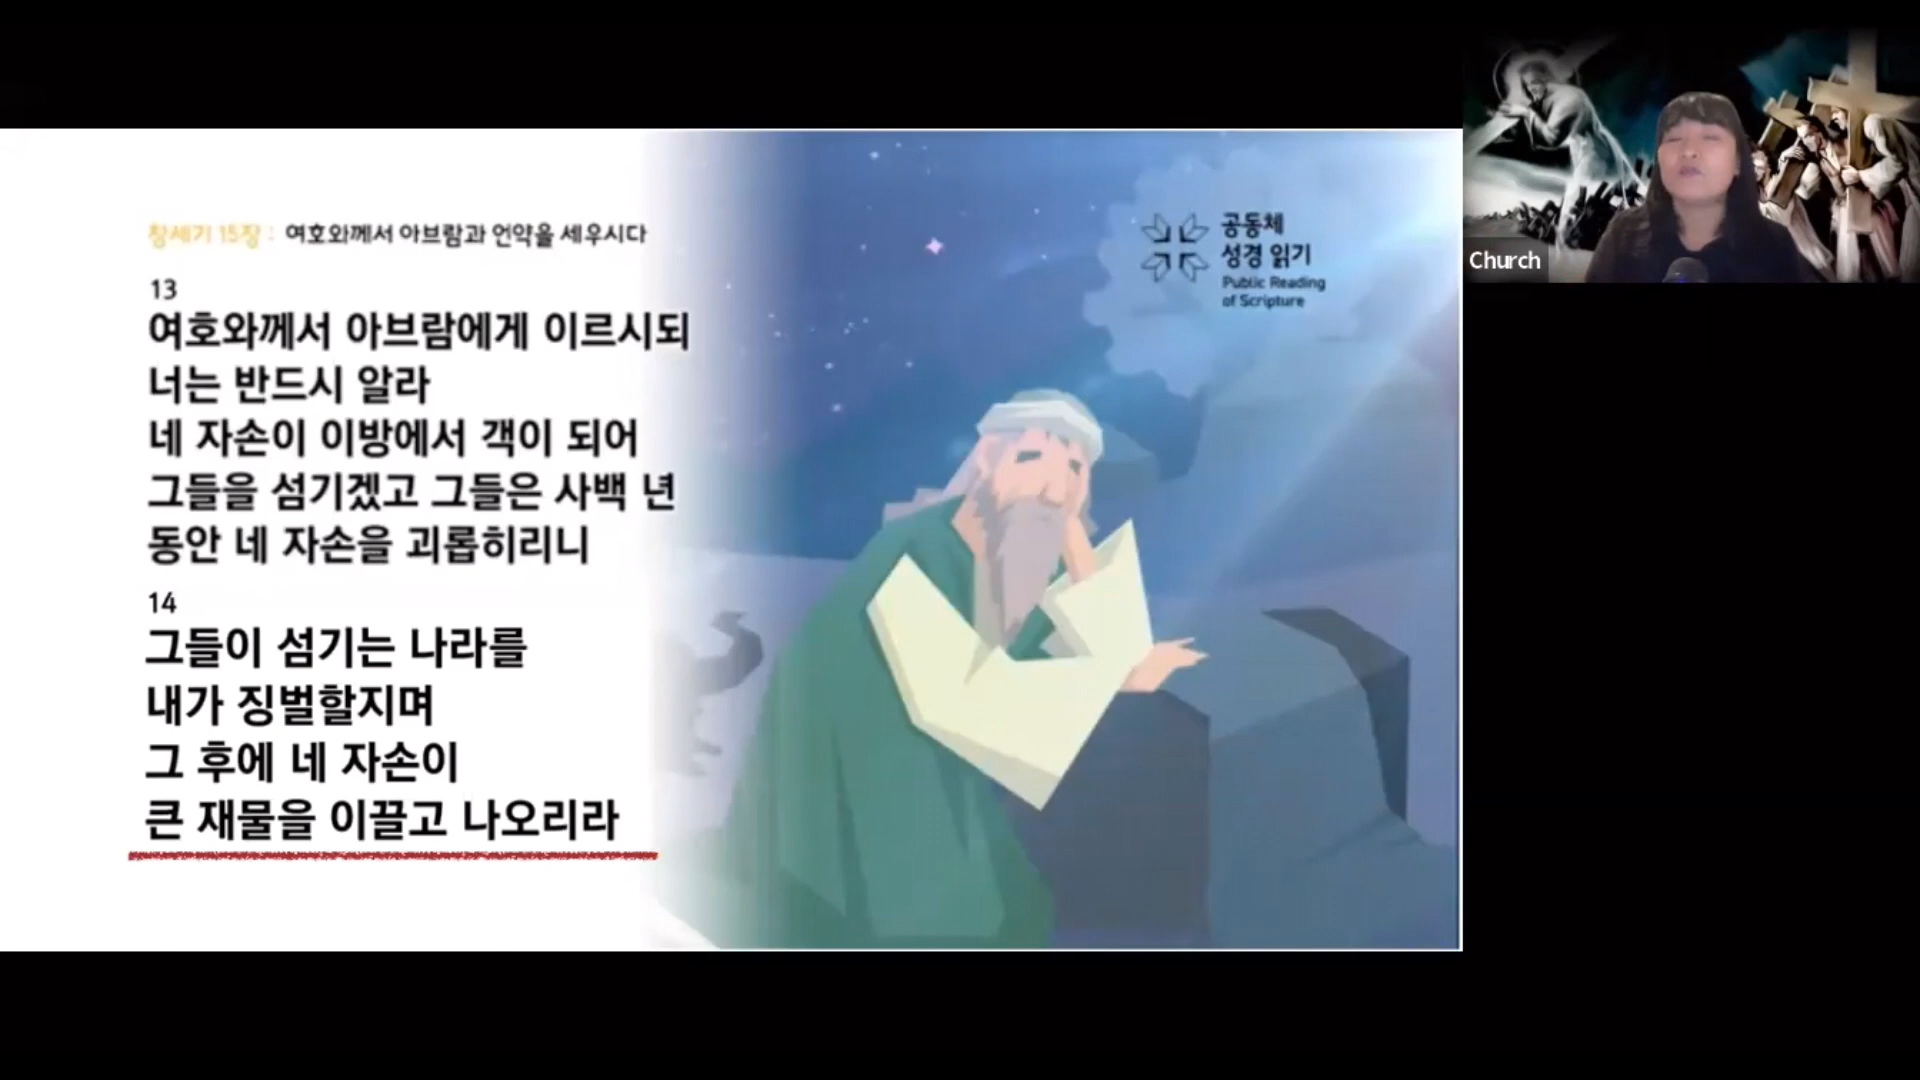 창세기 15장 : 여호와께서 아브람과 언약을 세우시다
13
여호와께서 아브람에게 이르시되
너는 반드시 알라
네 자손이 이방에서 객이 되어
그들을 섬기겠고 그들은 사백 년
동안 네 자손을 괴롭히리니
14
그들이 섬기는 나라를
내가 징벌할지며
그 후에 네 자손이
큰 재물을 이끌고 나오리라
공동체
성경 읽기
Public Reading
of Scripture
Church